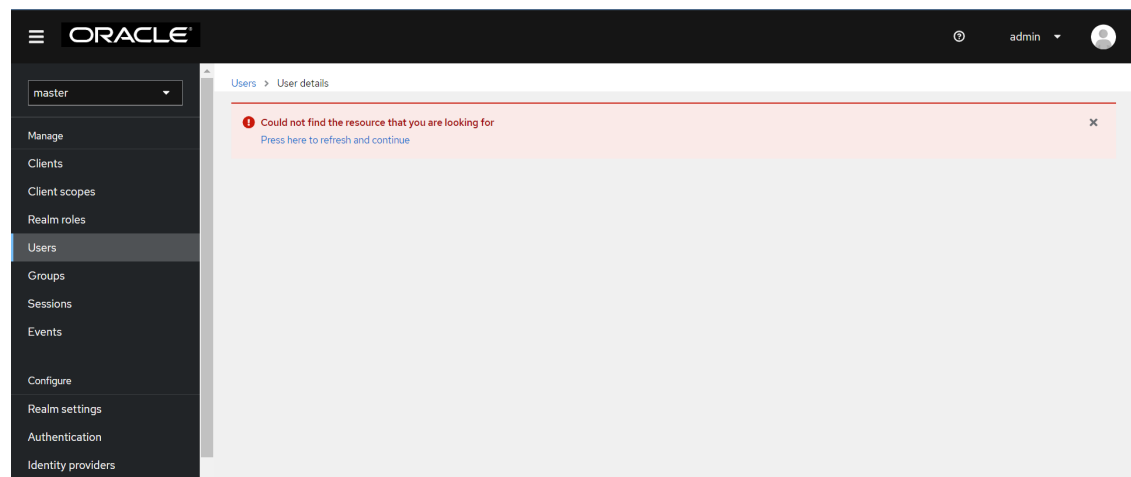 ORACLE
admin
master
Users > User details
Could not find the resource that you are looking for
Press here to refresh and continue
Manage
Clients
Client scopes
Realm roles
Users
Groups
Sessions
Events
Configure
Realm settings
Authentication
Identity providers